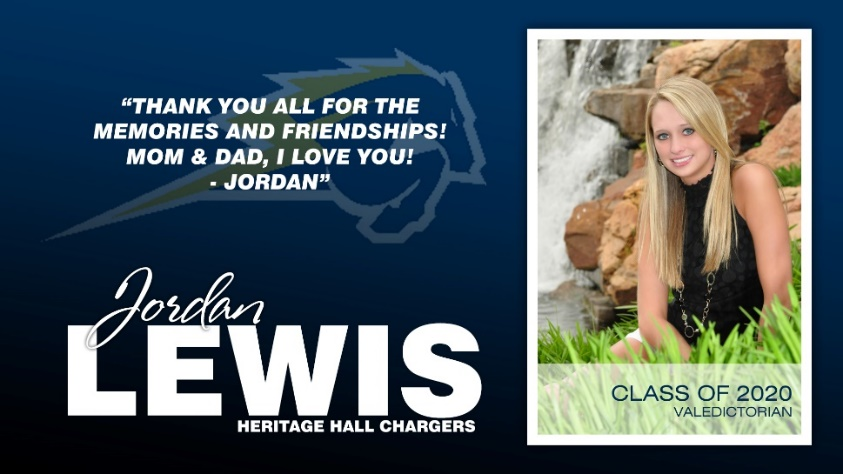 “THANK YOU ALL FOR THE
MEMORIES AND FRIENDSHIPS!
MOM & DAD, I LOVE YOU!
- JORDAN”
Jordan
LEWIS
HERITAGE HALL CHARGERS
CLASS OF 2020
VALEDICTORIAN